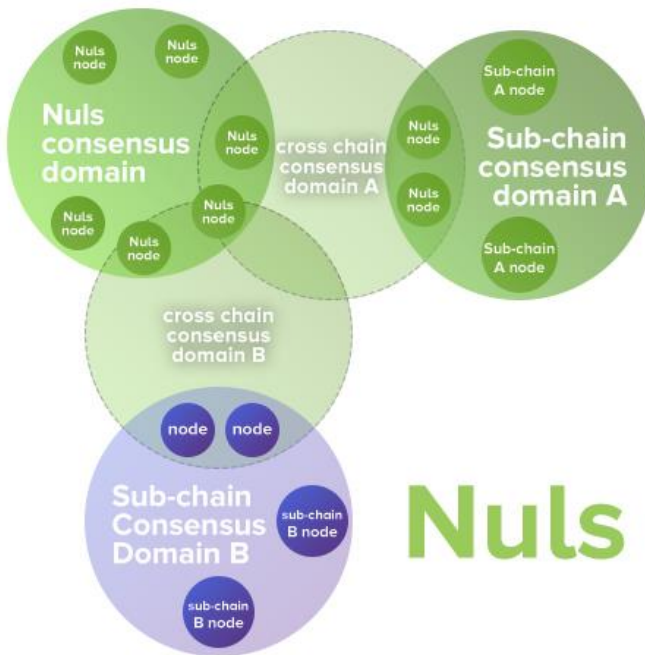 Nuls
node
Nuls
node
Nuls
consensus
domain
Nuls
node
Nuls
node
Nuls
node
Nuls
node
cross chain
consensus
domain A
Nuls
node
Nuls
node
Sub-chain
A node
Sub-chain
consensus
domain A
Sub-chain
A node
cross chain
consensus
domain B
node
node
Sub-chain
Consensus
Domain B
sub-chain
B node
sub-chain
B node
Nuls